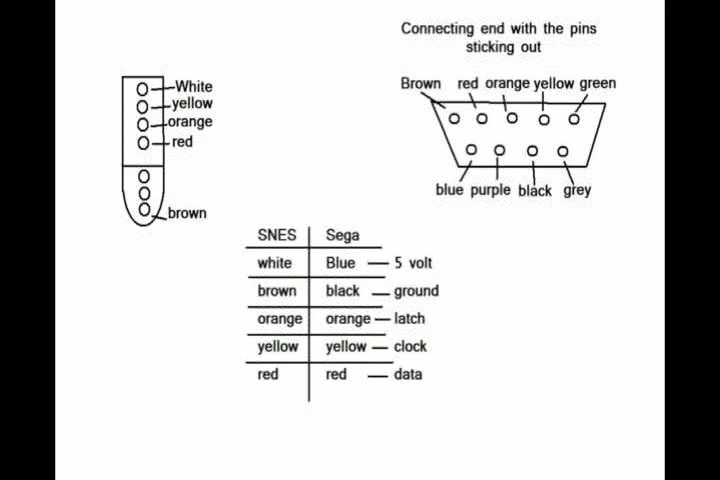 Connecting end with the pins
sticking out
White
yellow
orange
red
brown
Brown red orange yellow green
blue purple black grey
SNES Sega
white Blue — 5 volt
brown black — ground
orange orange — latch
yellow yellow — clock
red red — data